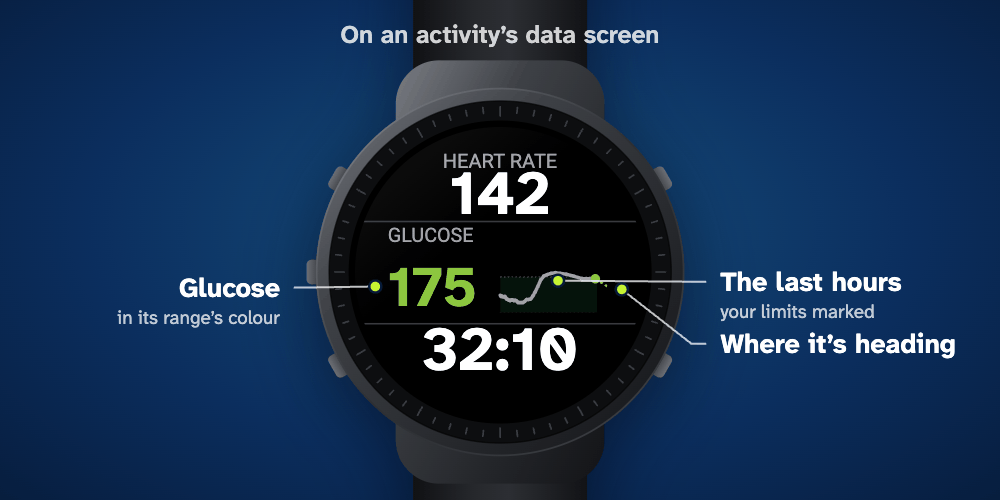 On an activity’s data screen
HEART RATE
142
GLUCOSE
175
32:10
Glucose
in its range’s colour
The last hours
your limits marked
Where it’s heading